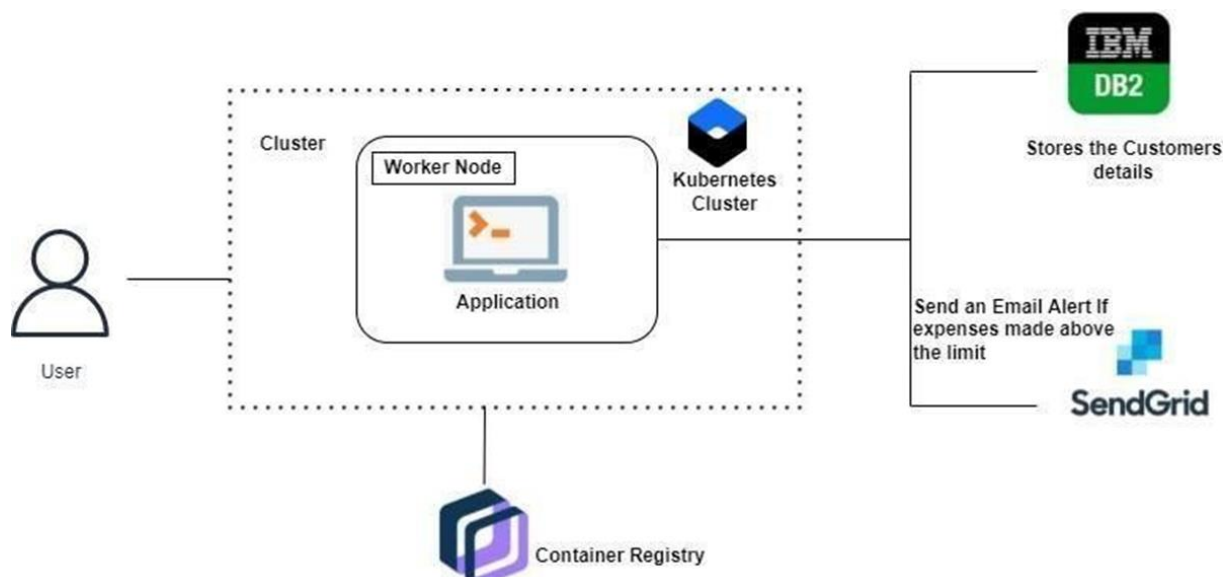 IBM
DB2
Stores the Customers
details
Cluster
Worker Node
Kubernetes
Cluster
Application
User
Send an Email Alert If
expenses made above
the limit
SendGrid
Container Registry